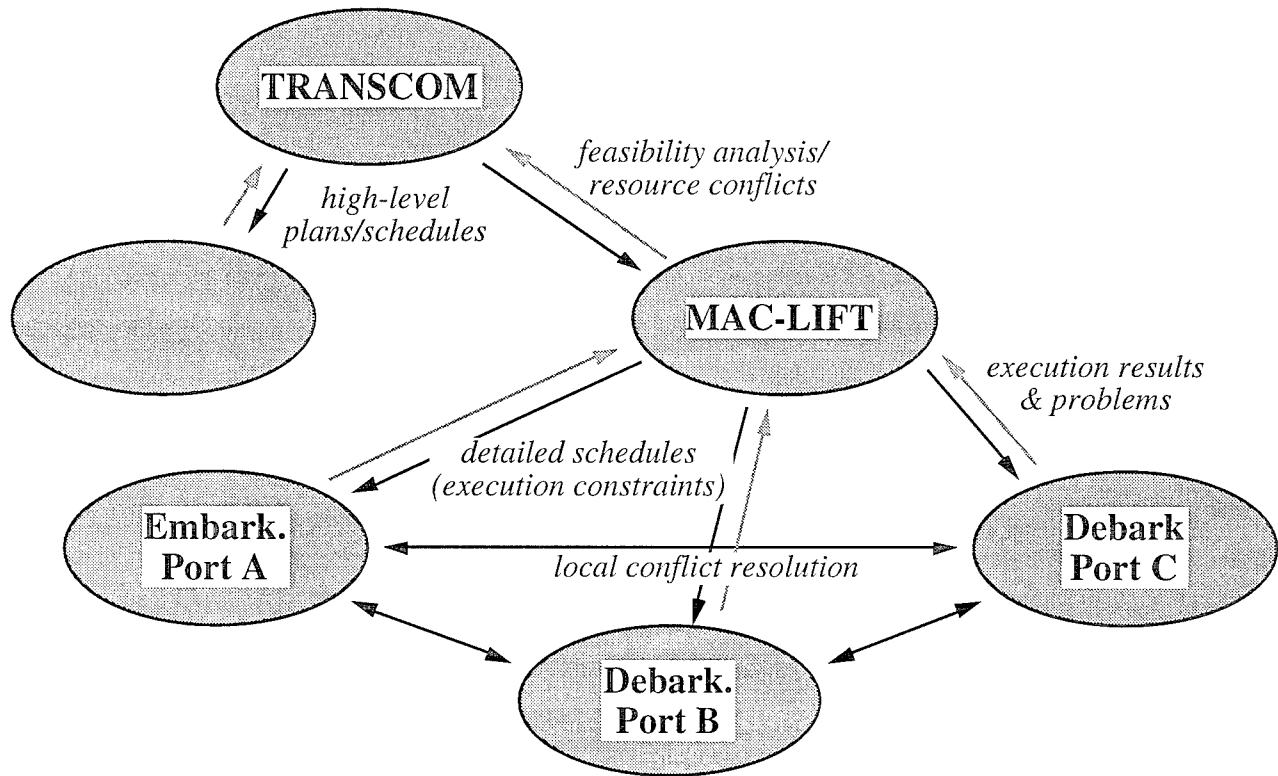 TRANSCOM
feasibility analysis/
resource conflicts
high-level
plans/schedules
MAC-LIFT
execution results
& problems
detailed schedules
(execution constraints)
Embark.
Port A
local conflict resolution
Debark
Port C
Debark.
Port B